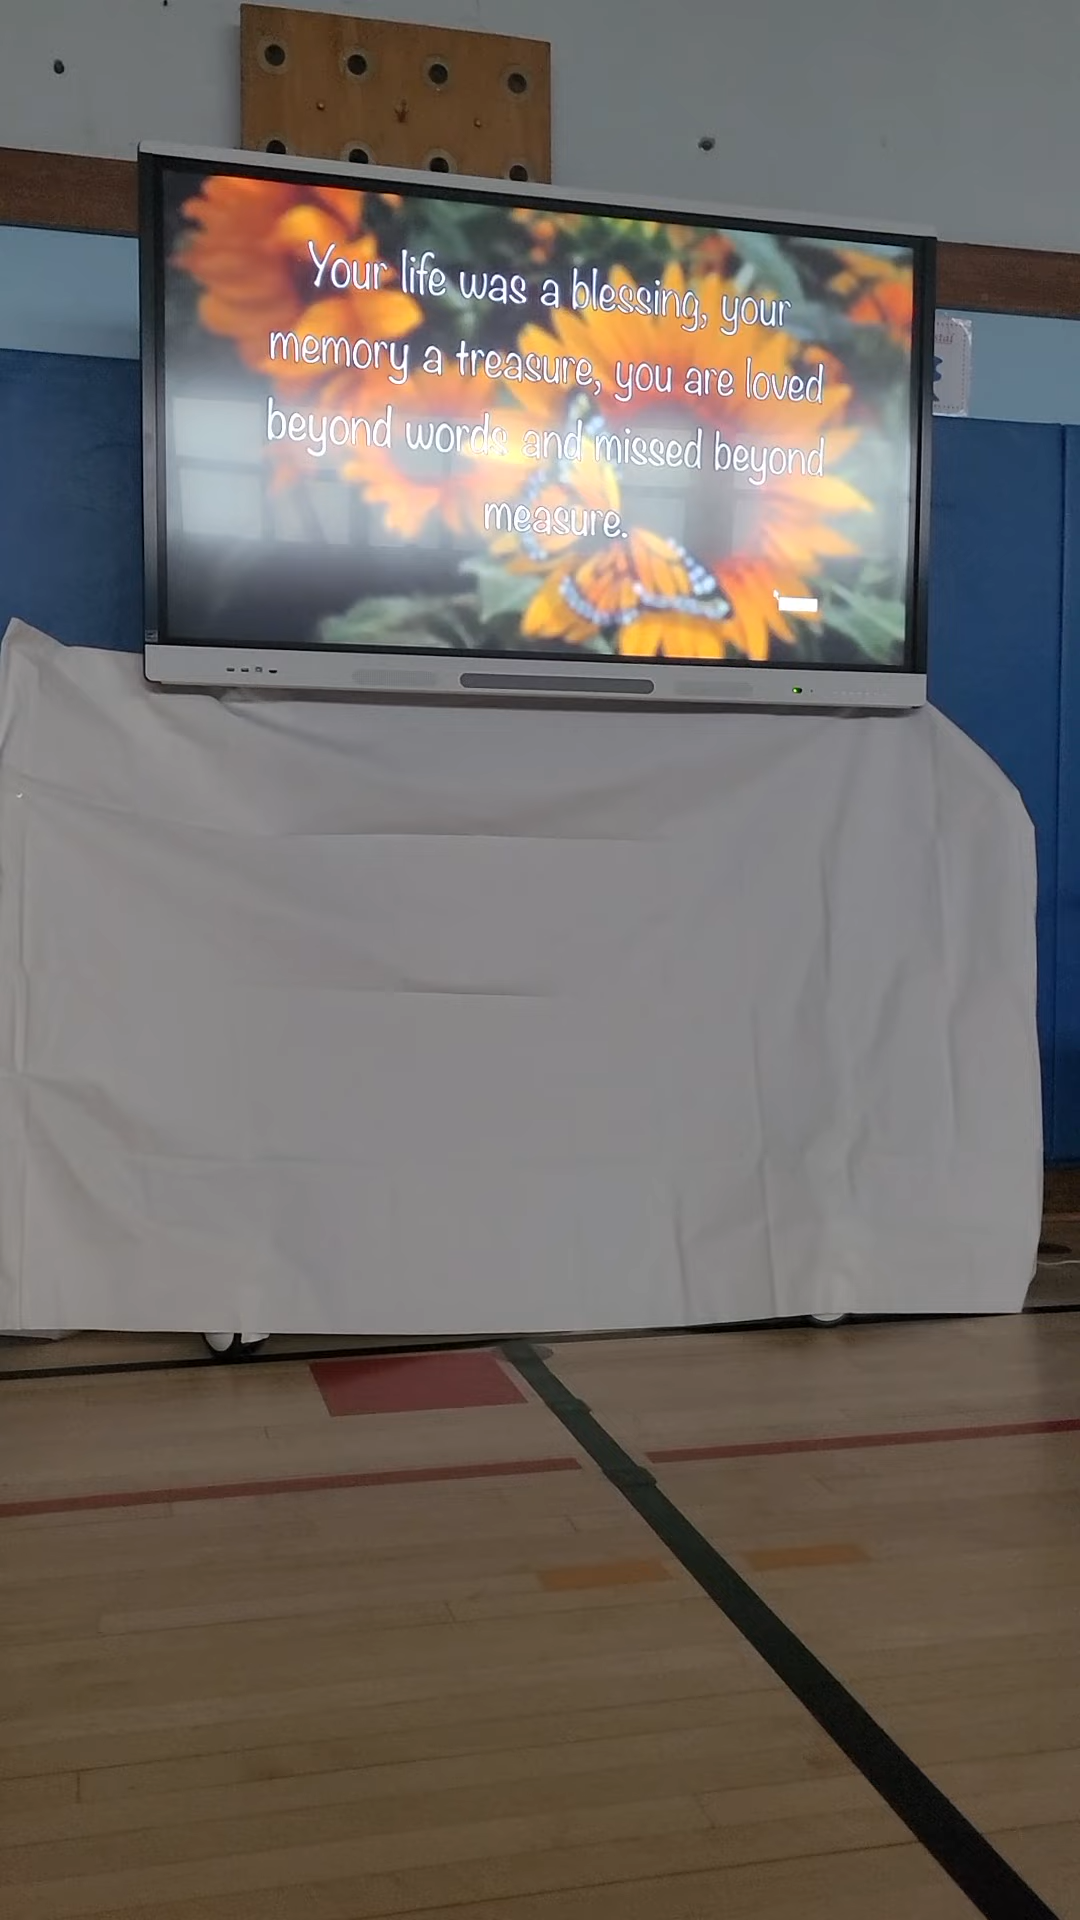 Your life was a blessing, your
memory a treasure, you are loved
beyond words and missed beyond
measure.